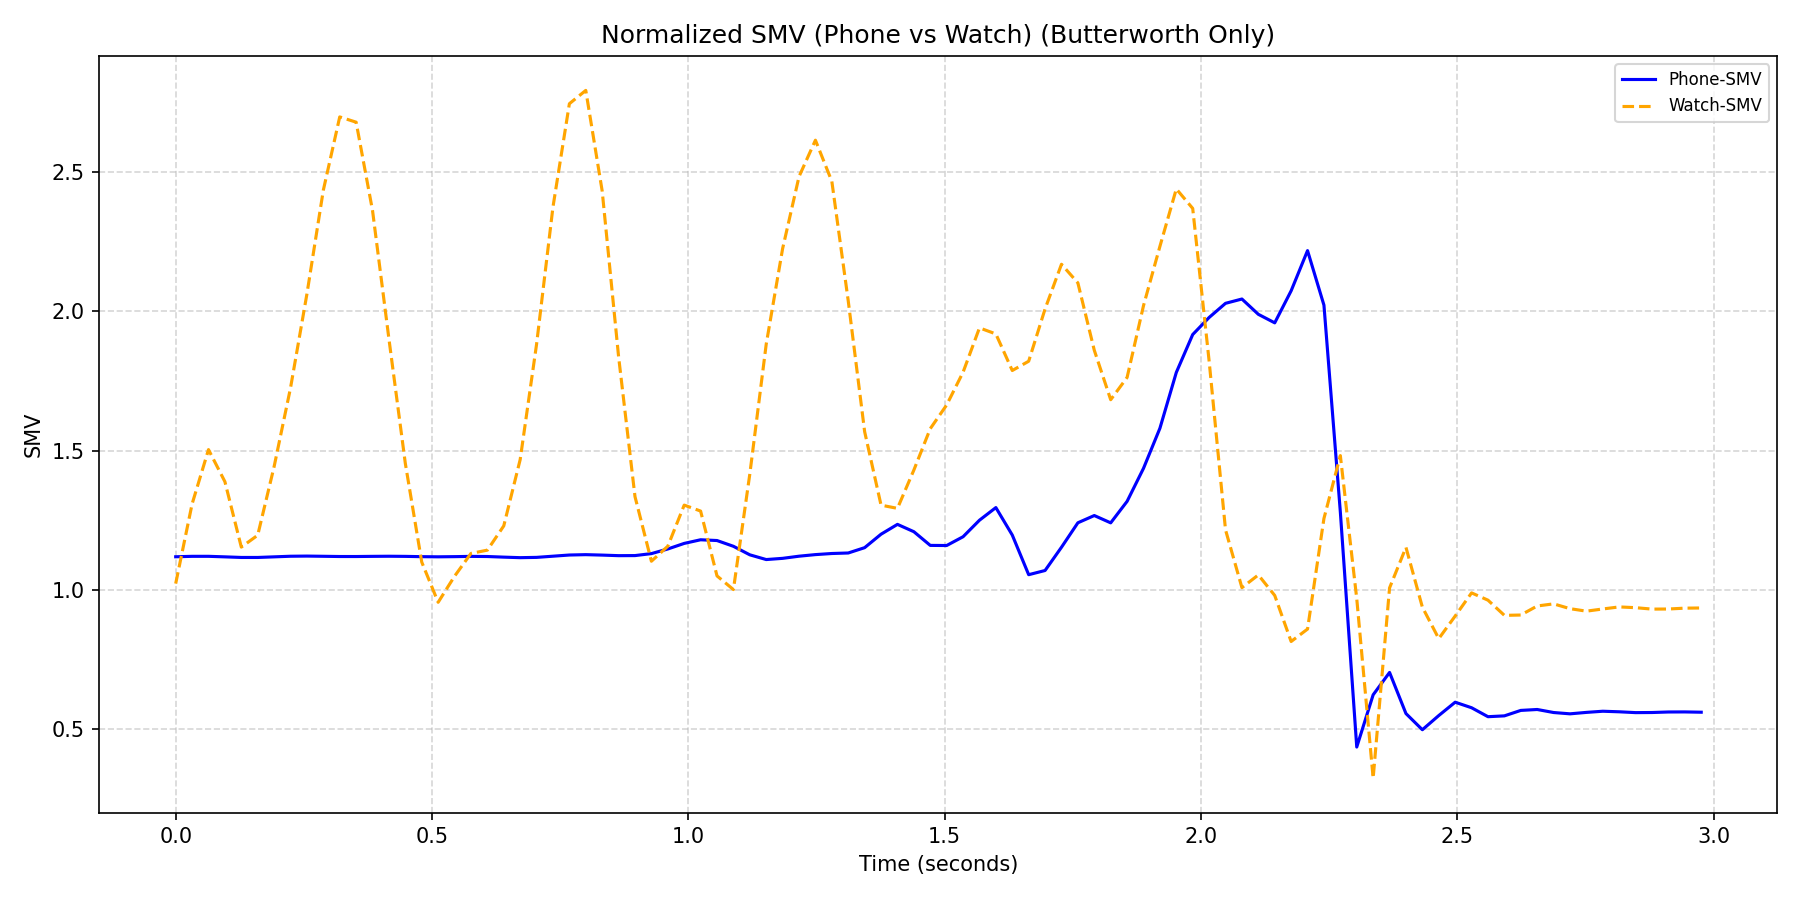 Normalized SMV (Phone vs Watch) (Butterworth Only)
Phone-SMV
Watch-SMV
SMV
2.5
2.0
1.5
1.0
0.5
0.0 0.5 1.0 1.5 2.0 2.5 3.0
Time (seconds)